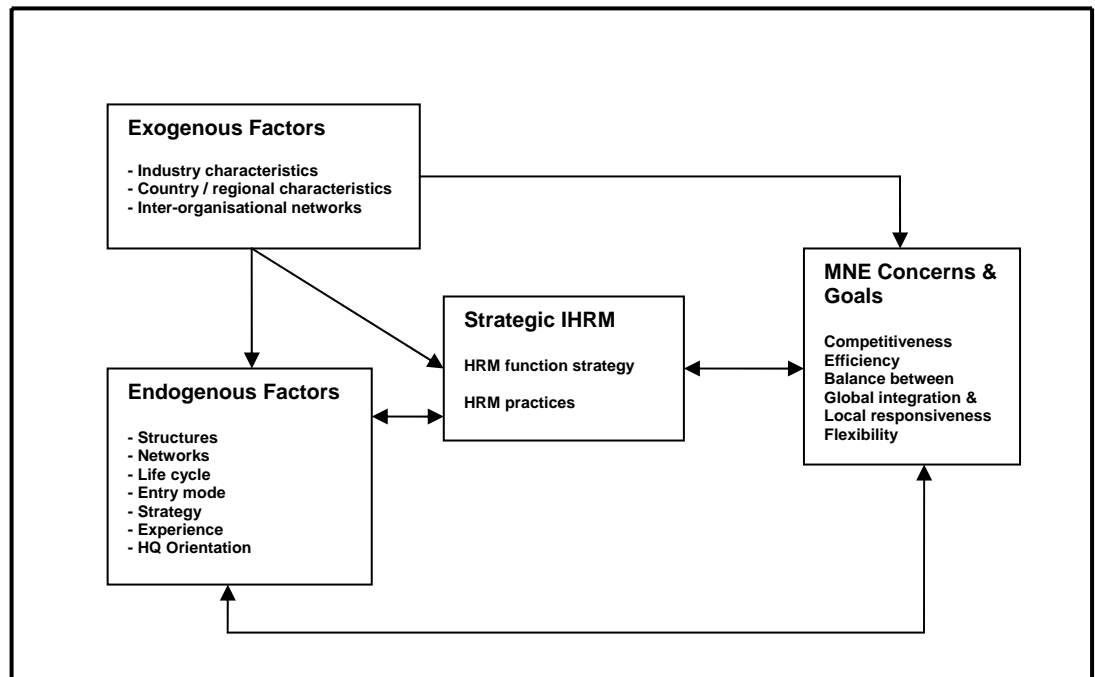 Exogenous Factors
- Industry characteristics
- Country / regional characteristics
- Inter-organisational networks
MNE Concerns &
Goals
Competitiveness
Efficiency
Balance between
Global integration &
Local responsiveness
Flexibility
Strategic IHRM
HRM function strategy
HRM practices
Endogenous Factors
- Structures
- Networks
- Life cycle
- Entry mode
- Strategy
- Experience
- HQ Orientation